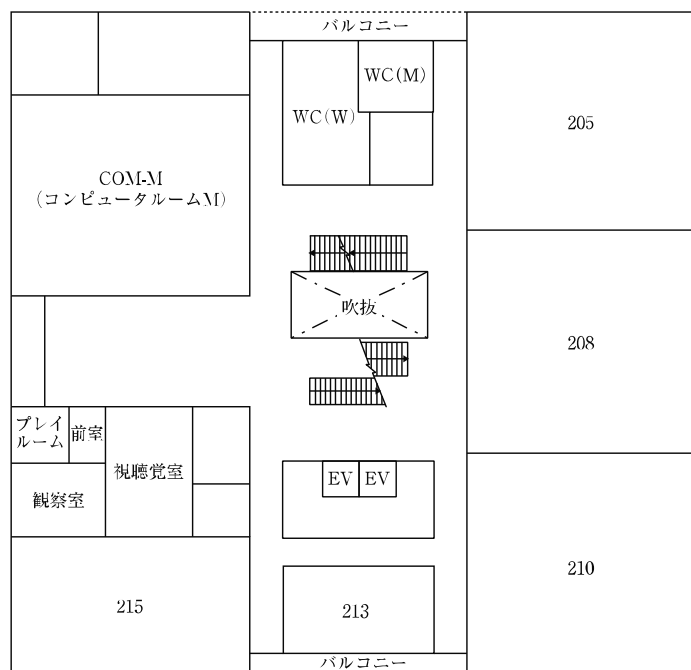 バルコニー
WC(M)
WC(W)
205
COM-M
(コンピュータルームM)
吹抜
208
プレイ
ルーム
前室
視聴覚室
観察室
EV
EV
210
215
213
バルコニー